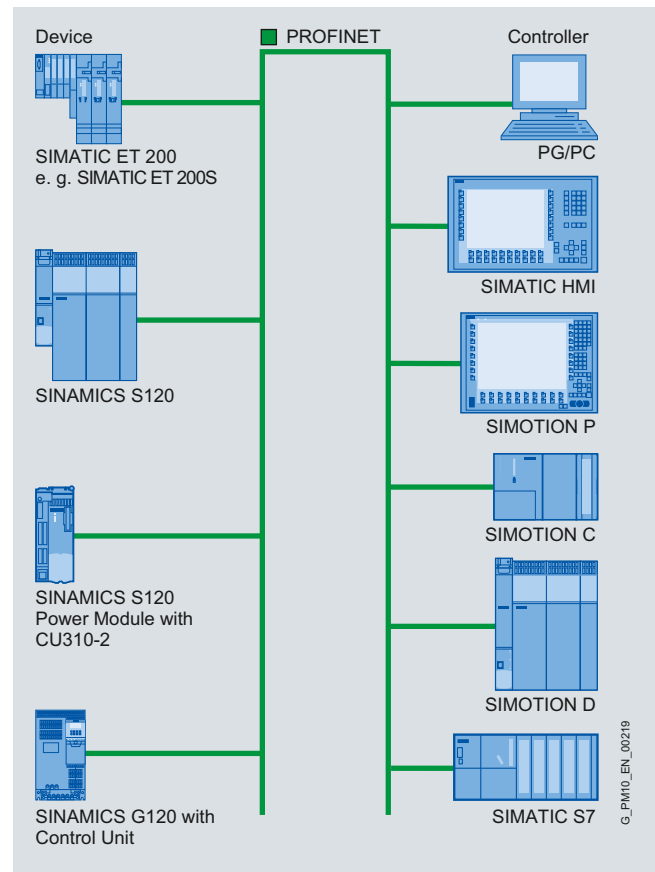 Device
PROFINET
Controller
SIMATIC ET 200
e. g. SIMATIC ET 200S
PG/PC
SIMATIC HMI
SINAMICS S120
SIMOTION P
SIMOTION C
SINAMICS S120
Power Module with
CU310-2
SIMOTION D
SINAMICS G120 with
Control Unit
SIMATIC S7
G_PM10_EN_00219